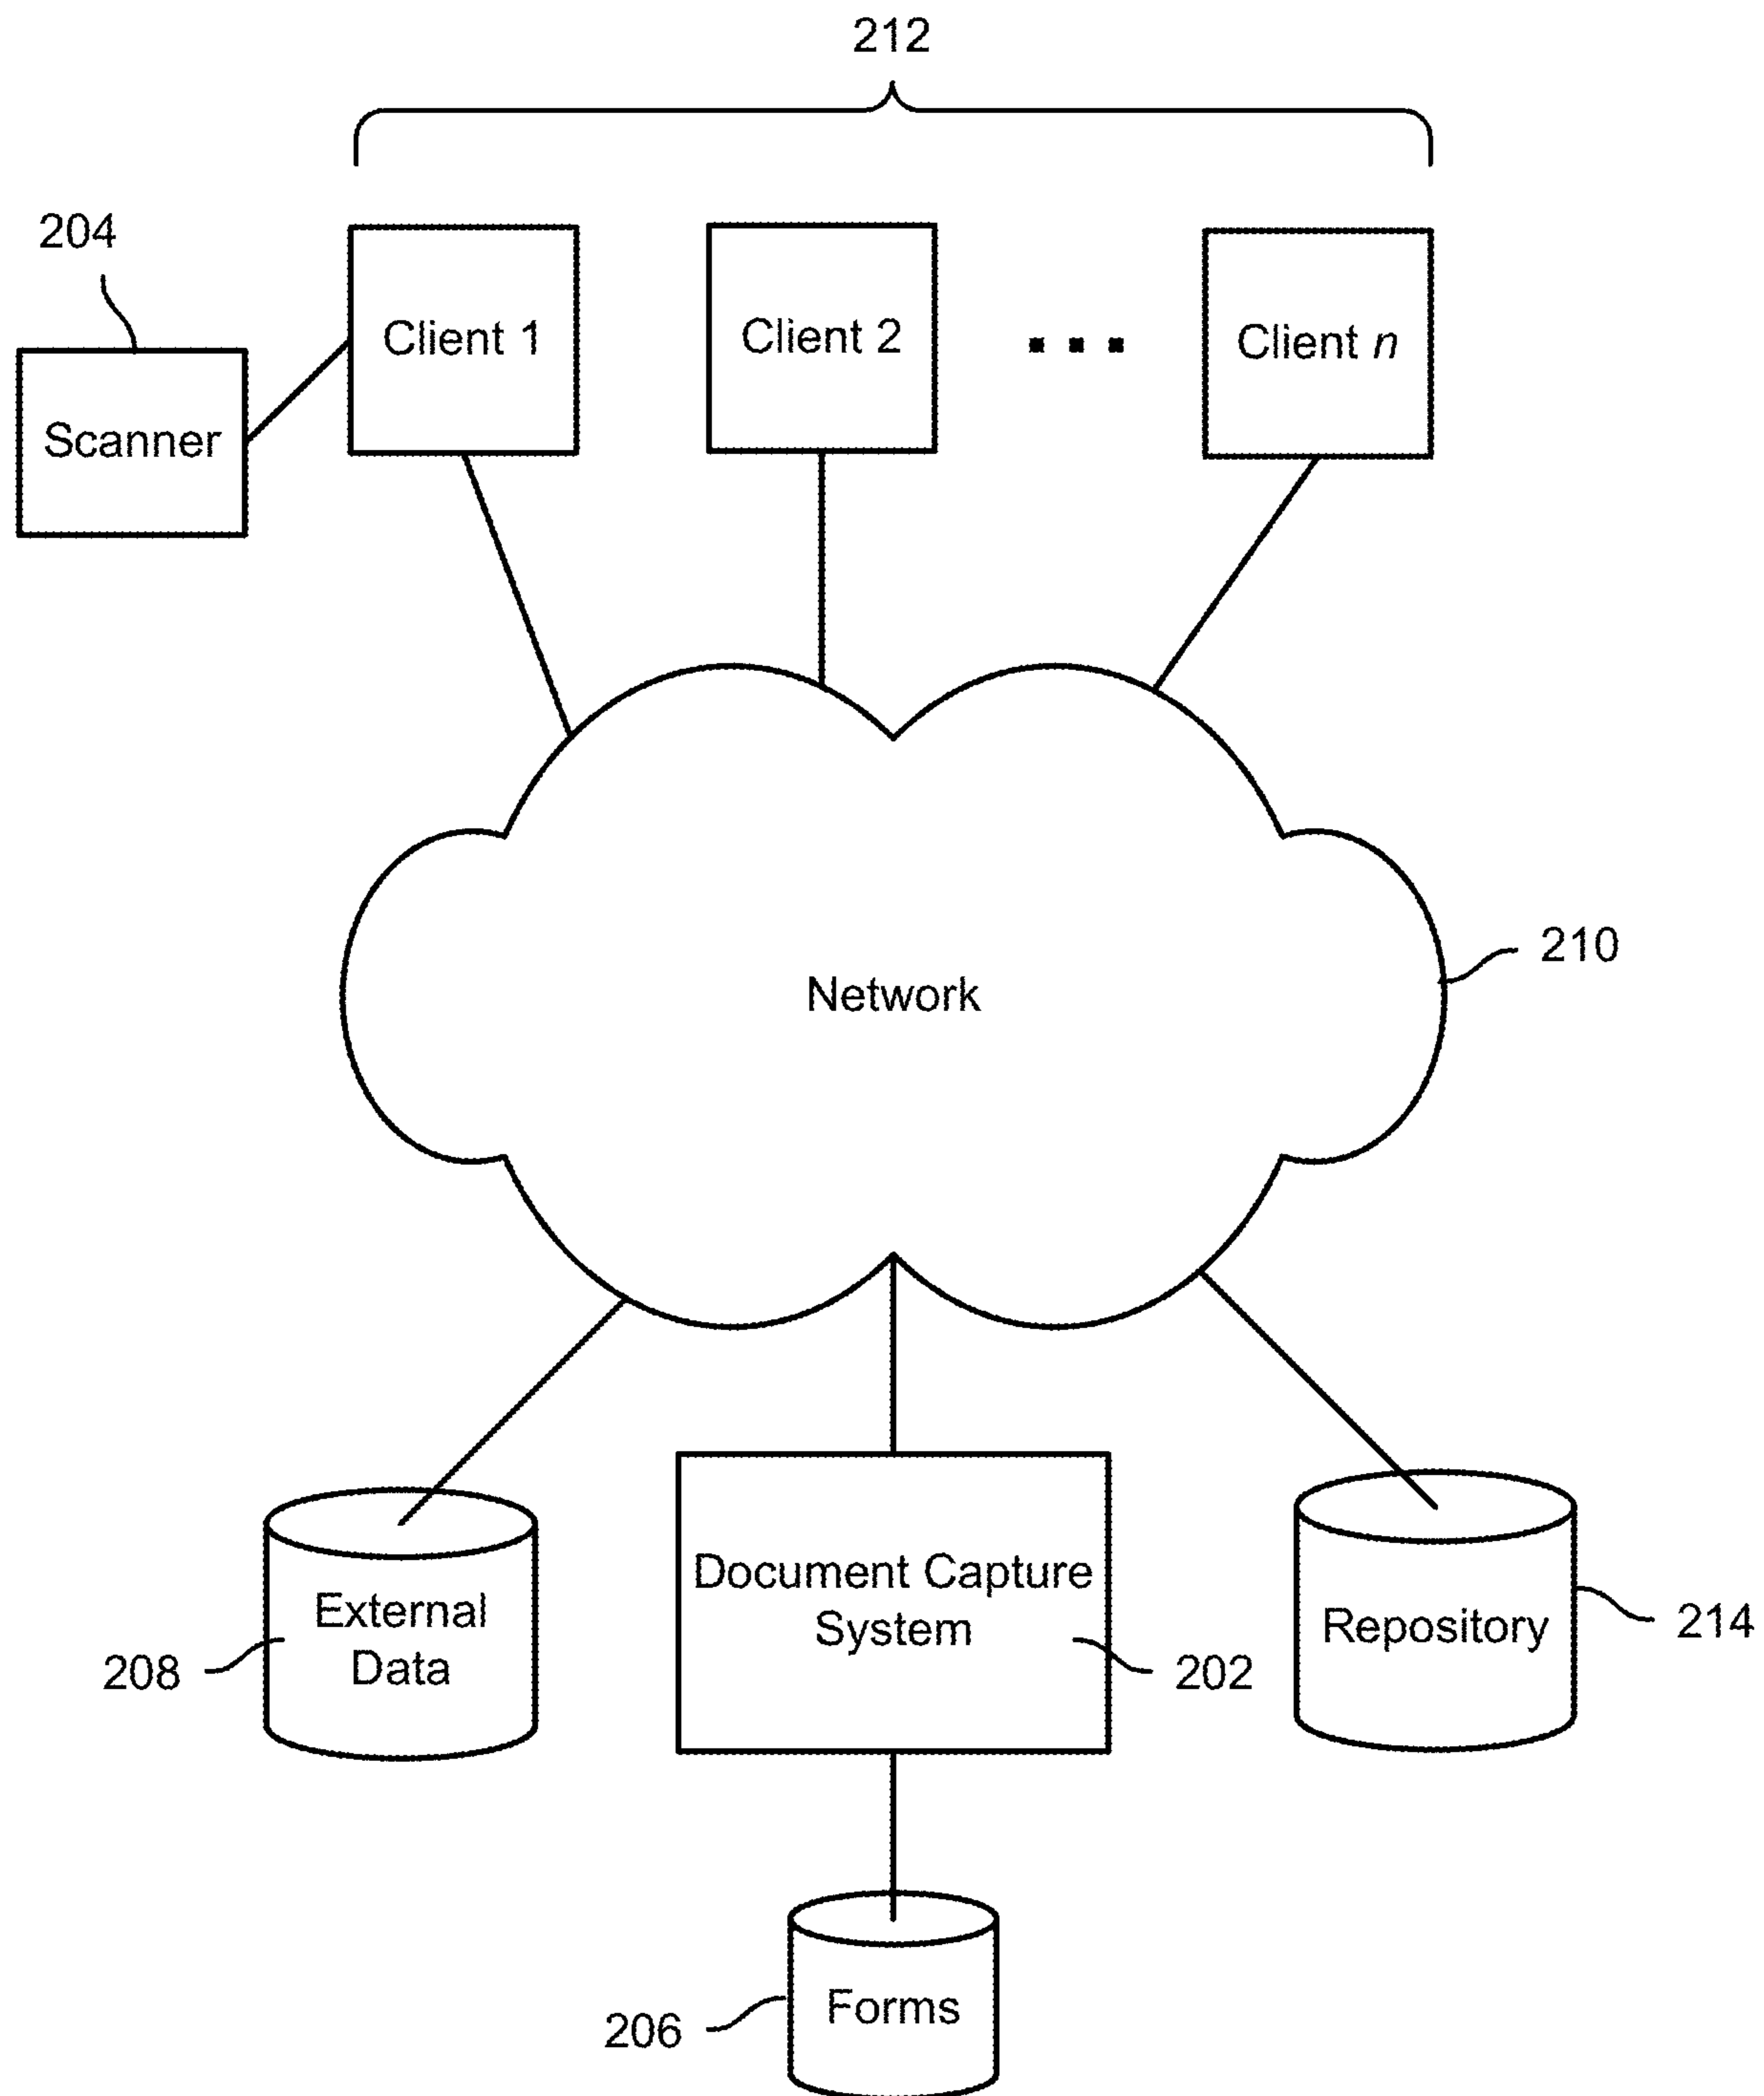 212
204
Scanner
Client 1
Client 2
Client n
Network
210
External
Data
208
Document Capture
System
202
Repository
214
Forms
206